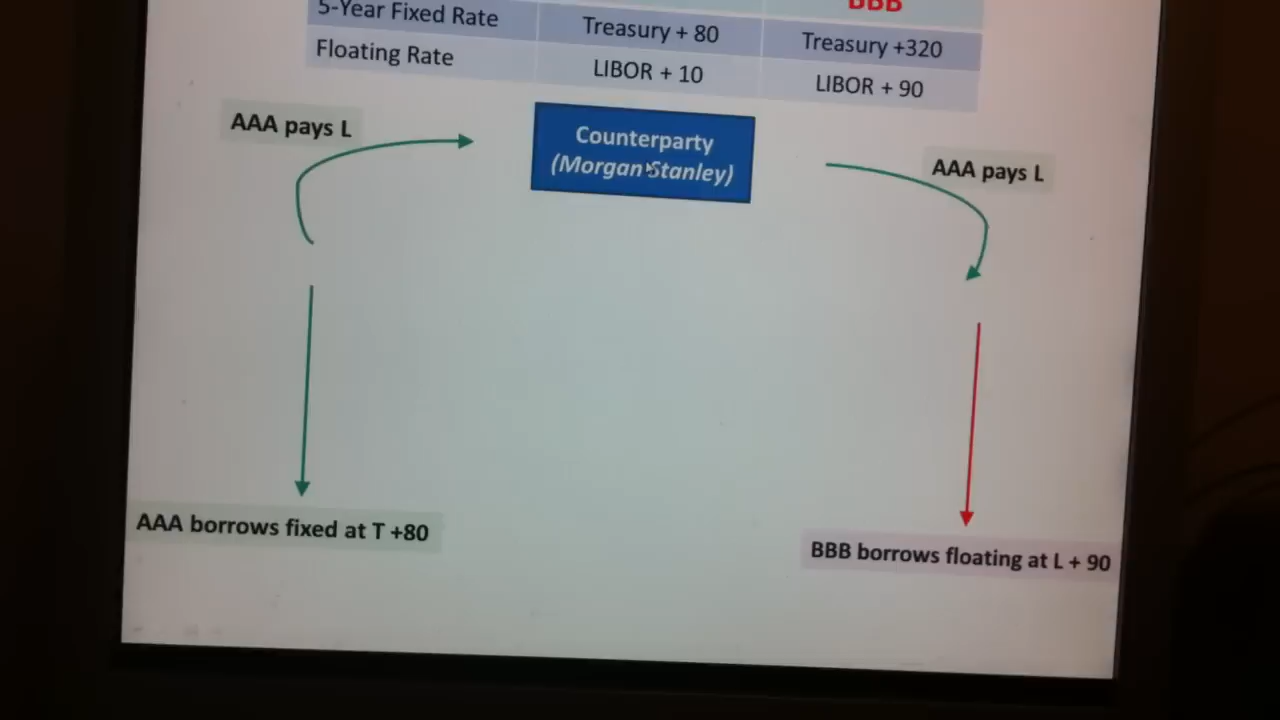 BBB
5-Year Fixed Rate
Treasury + 80
Treasury +320
Floating Rate
LIBOR + 10
LIBOR + 90
AAA pays L
Counterparty
(Morgan Stanley)
AAA pays L
AAA borrows fixed at T +80
BBB borrows floating at L + 90